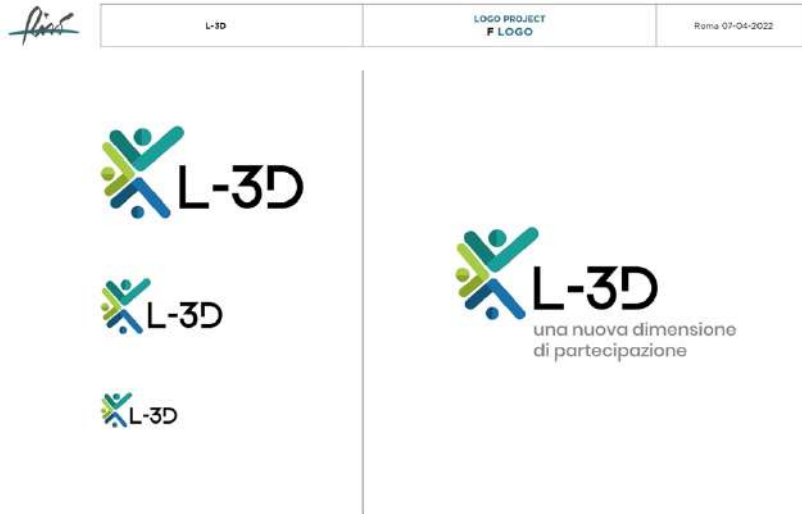 L-3D
LOGO PROJECT
F LOGO
Roma 07-04-2022
L-3D
L-3D
L-3D
L-3D
una nuova dimensione
di partecipazione